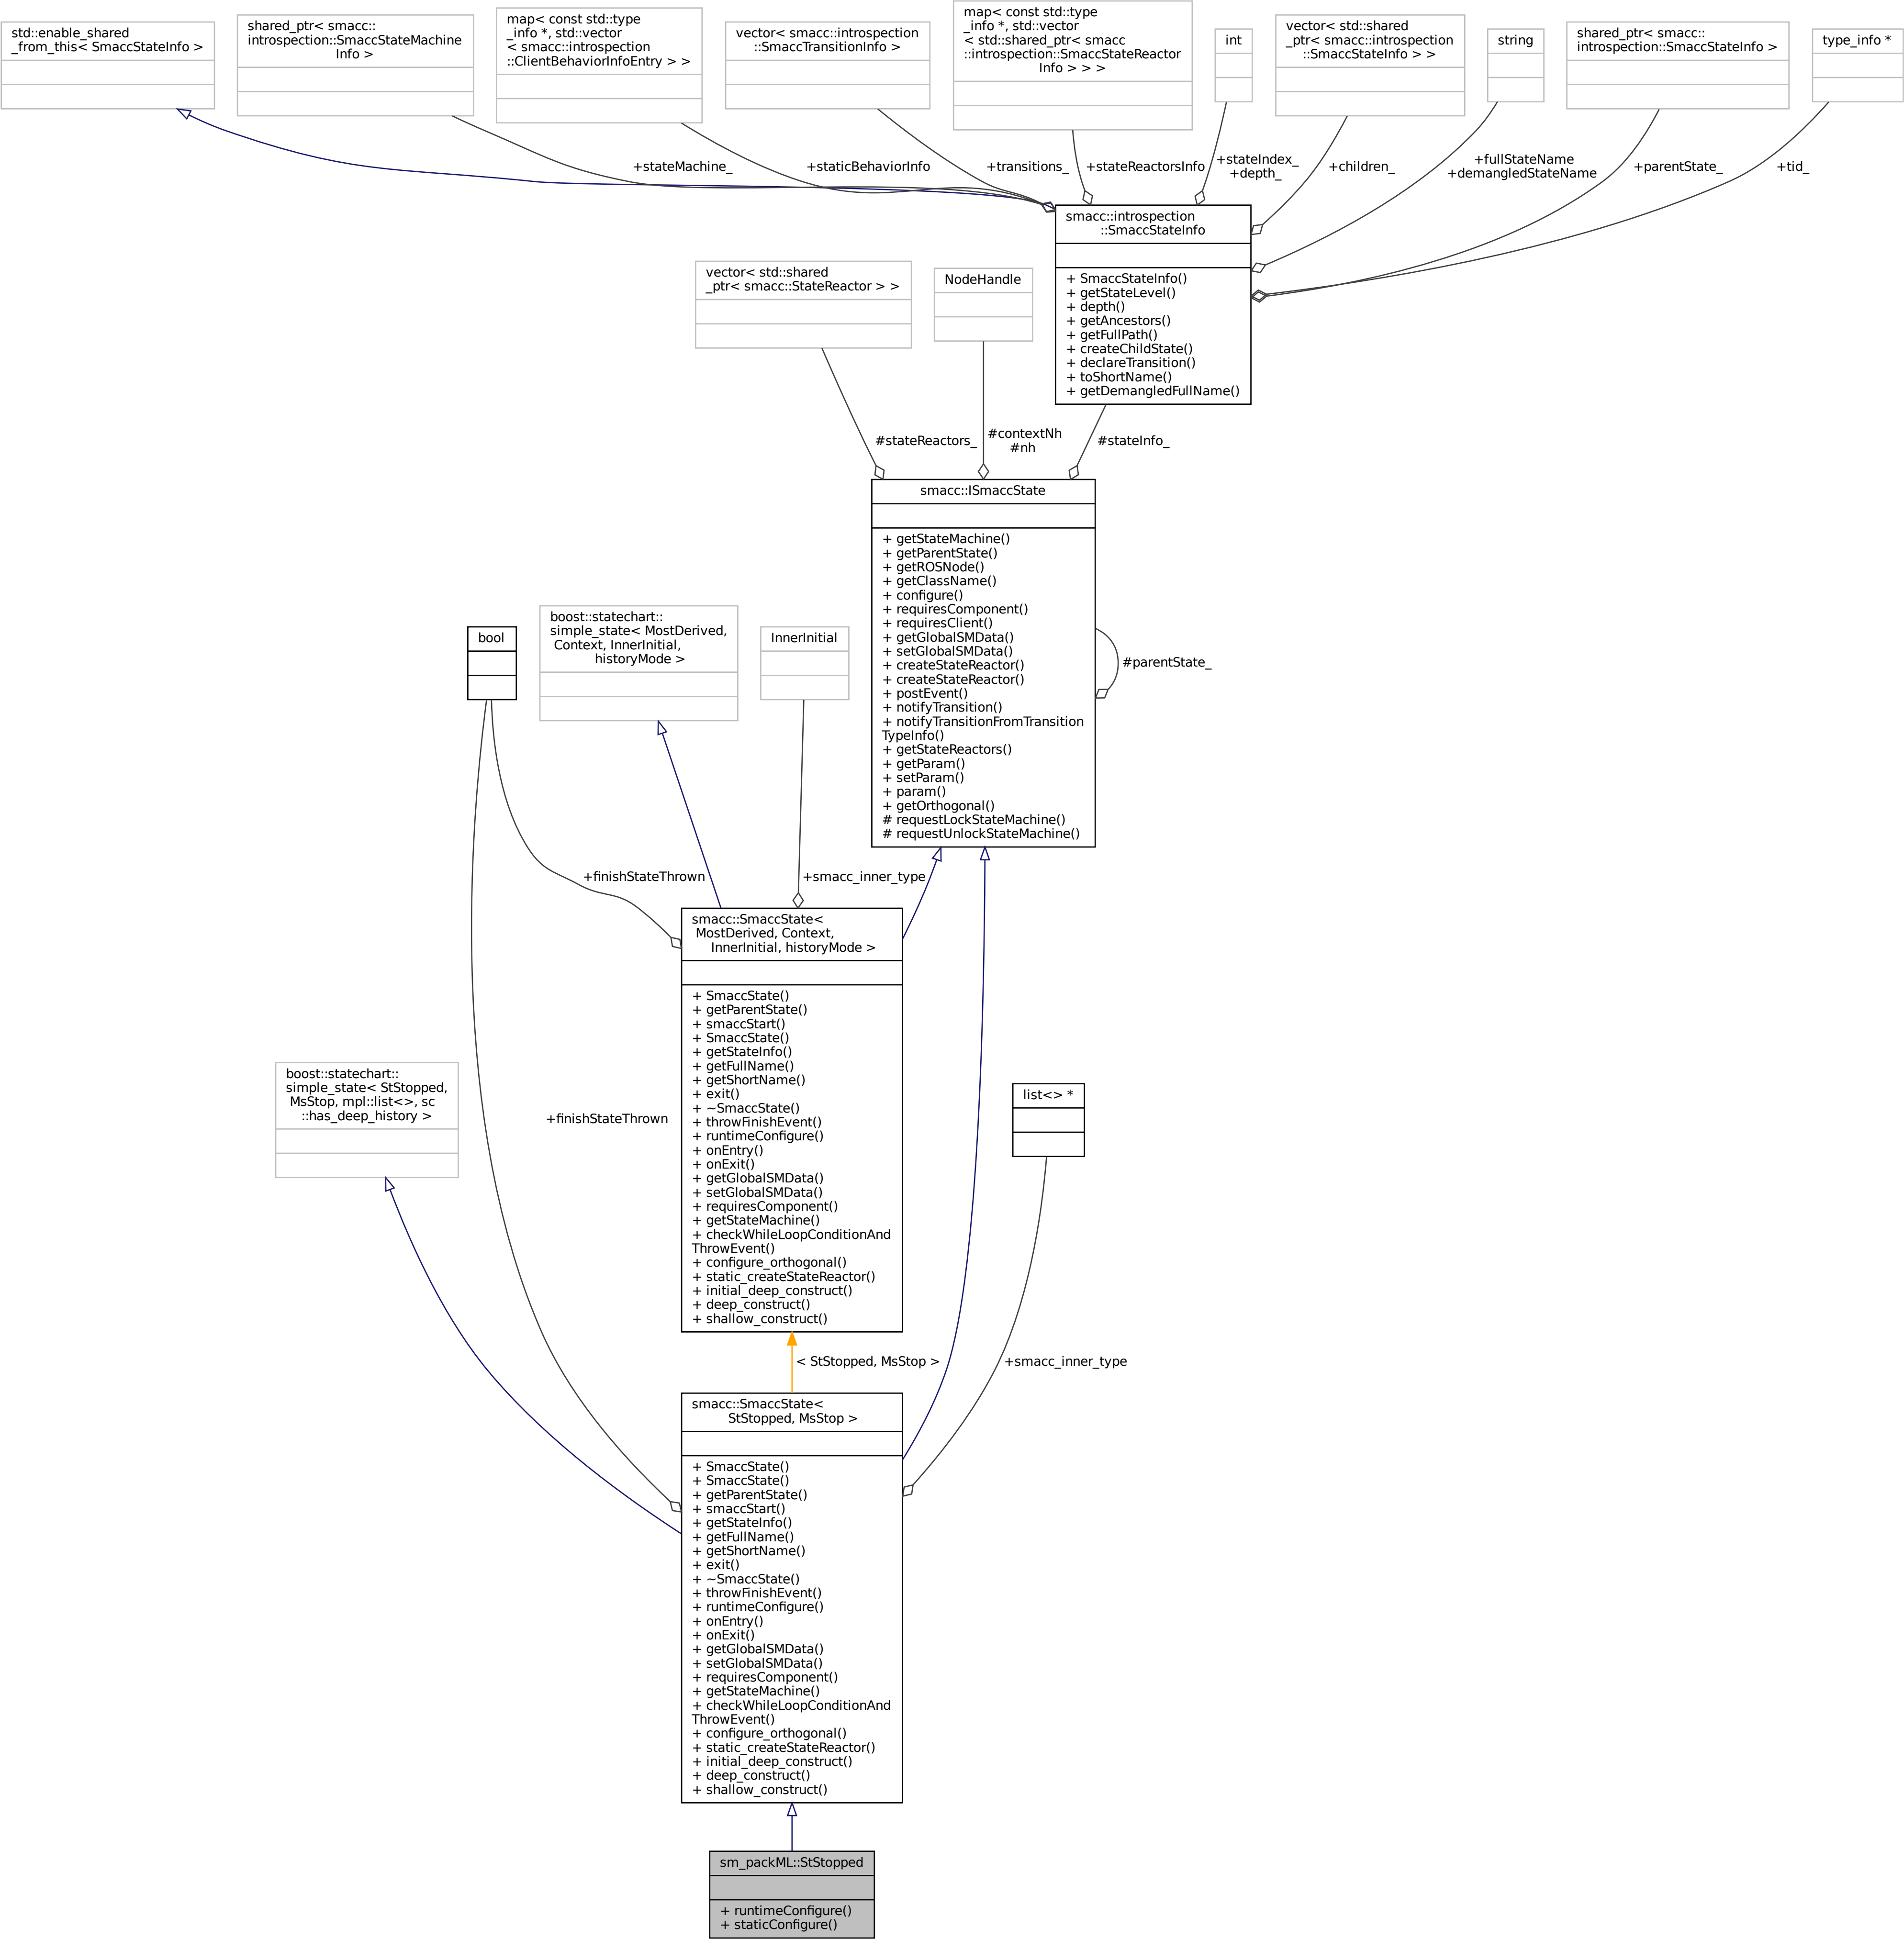 std::enable_shared
_from_this< SmaccStateInfo >
shared_ptr< smacc::
introspection::SmaccStateMachine
Info >
map< const std::type
_info *, std::vector
< smacc::introspection
::ClientBehaviorInfoEntry > >
vector< smacc::introspection
::SmaccTransitionInfo >
map< const std::type
_info *, std::vector
< std::shared_ptr< smacc
::introspection::SmaccStateReactor
Info > > >
int
vector< std::shared
_ptr< smacc::introspection
::SmaccStateInfo > >
string
shared_ptr< smacc::
introspection::SmaccStateInfo >
type_info *
+stateMachine_
+staticBehaviorInfo
+transitions_
+stateReactorsInfo
+stateIndex_
+depth_
+children_
+fullStateName
+demangledStateName
+parentState_
+tid_
smacc::introspection
::SmaccStateInfo
+ SmaccStateInfo()
+ getStateLevel()
+ depth()
+ getAncestors()
+ getFullPath()
+ createChildState()
+ declareTransition()
+ toShortName()
+ getDemangledFullName()
vector< std::shared
_ptr< smacc::StateReactor > >
NodeHandle
#stateReactors_
#contextNh
#nh
#stateInfo_
smacc::ISmaccState
+ getStateMachine()
+ getParentState()
+ getROSNode()
+ getClassName()
+ configure()
+ requiresComponent()
+ requiresClient()
+ getGlobalSMData()
+ setGlobalSMData()
+ createStateReactor()
+ createStateReactor()
+ postEvent()
+ notifyTransition()
+ notifyTransitionFromTransition
TypeInfo()
+ getStateReactors()
+ getParam()
+ setParam()
+ param()
+ getOrthogonal()
# requestLockStateMachine()
# requestUnlockStateMachine()
#parentState_
bool
boost::statechart::
simple_state< MostDerived,
Context, InnerInitial,
historyMode >
InnerInitial
+finishStateThrown
+smacc_inner_type
smacc::SmaccState<
MostDerived, Context,
InnerInitial, historyMode >
+ SmaccState()
+ getParentState()
+ smaccStart()
+ SmaccState()
+ getStateInfo()
+ getFullName()
+ getShortName()
+ exit()
+ ~SmaccState()
+ throwFinishEvent()
+ runtimeConfigure()
+ onEntry()
+ onExit()
+ getGlobalSMData()
+ setGlobalSMData()
+ requiresComponent()
+ getStateMachine()
+ checkWhileLoopConditionAnd
ThrowEvent()
+ configure_orthogonal()
+ static_createStateReactor()
+ initial_deep_construct()
+ deep_construct()
+ shallow_construct()
boost::statechart::
simple_state< StStopped,
MsStop, mpl::list<>, sc
::has_deep_history >
+finishStateThrown
list<> *
< StStopped, MsStop >
+smacc_inner_type
smacc::SmaccState<
StStopped, MsStop >
+ SmaccState()
+ SmaccState()
+ getParentState()
+ smaccStart()
+ getStateInfo()
+ getFullName()
+ getShortName()
+ exit()
+ ~SmaccState()
+ throwFinishEvent()
+ runtimeConfigure()
+ onEntry()
+ onExit()
+ getGlobalSMData()
+ setGlobalSMData()
+ requiresComponent()
+ getStateMachine()
+ checkWhileLoopConditionAnd
ThrowEvent()
+ configure_orthogonal()
+ static_createStateReactor()
+ initial_deep_construct()
+ deep_construct()
+ shallow_construct()
sm_packML::StStopped
+ runtimeConfigure()
+ staticConfigure()